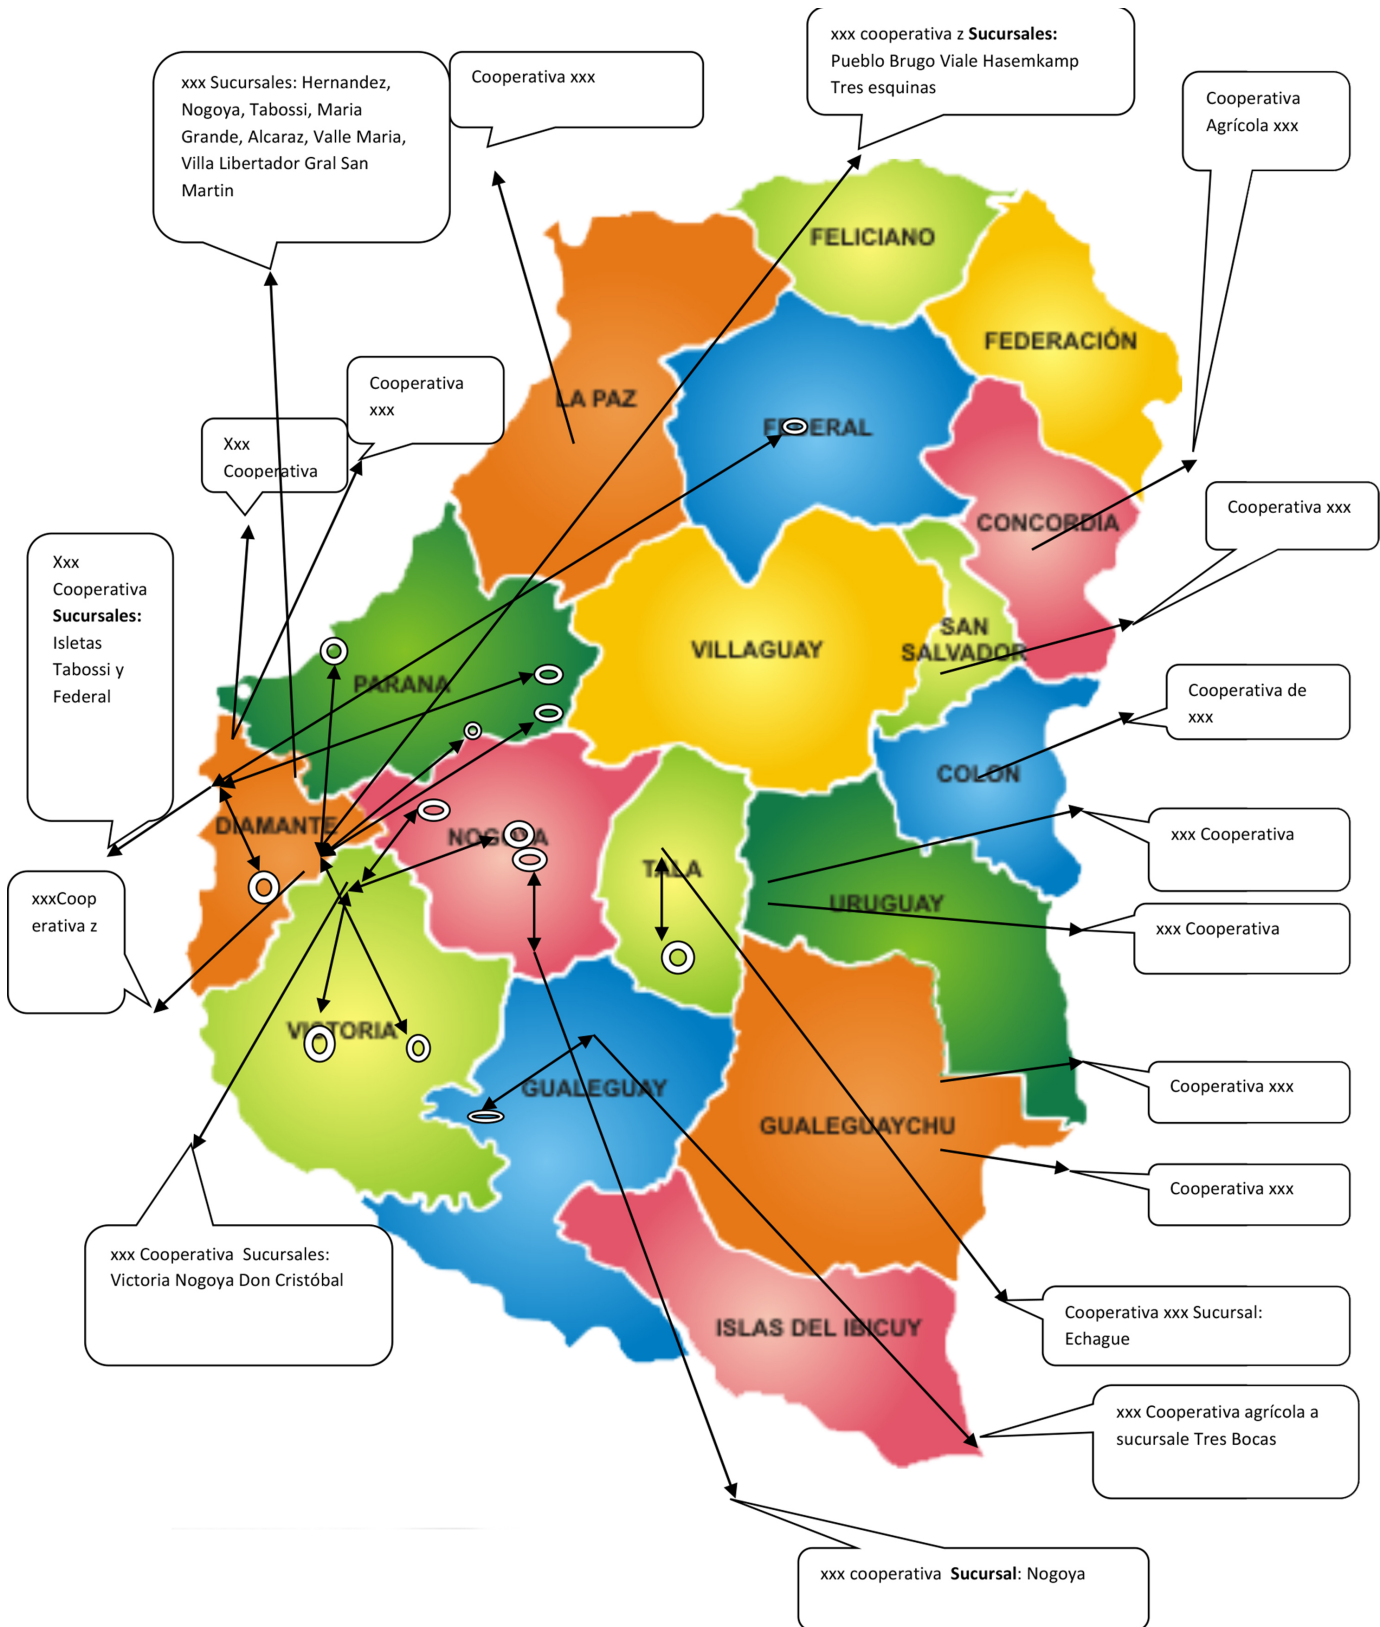 xxx cooperativa z Sucursales:
Pueblo Brugo Viale Hasemkamp
Tres esquinas
xxx Sucursales: Hernandez,
Nogoya, Tabossi, Maria
Grande, Alcaraz, Valle Maria,
Villa Libertador Gral San
Martin
Cooperativa xxx
Cooperativa
Agrícola xxx
FELICIANO
FEDERACIÓN
Cooperativa
xxx
LA PAZ
FEDERAL
Xxx
Cooperativa
CONCORDIA
Cooperativa xxx
Xxx
Cooperativa
Sucursales:
Isletas
Tabossi y
Federal
SAN
SALVADOR
VILLAGUAY
PARANA
Cooperativa de
xxx
COLON
DIAMANTE
NOGOYA
xxx Cooperativa
TALA
URUGUAY
xxxCoop
erativa z
xxx Cooperativa
VICTORIA
GUALEGUAY
Cooperativa xxx
GUALEGUAYCHU
Cooperativa xxx
xxx Cooperativa  Sucursales:
Victoria Nogoya Don Cristóbal
Cooperativa xxx Sucursal:
Echague
ISLAS DEL IBICUY
xxx Cooperativa agrícola a
sucursale Tres Bocas
xxx cooperativa  Sucursal: Nogoya